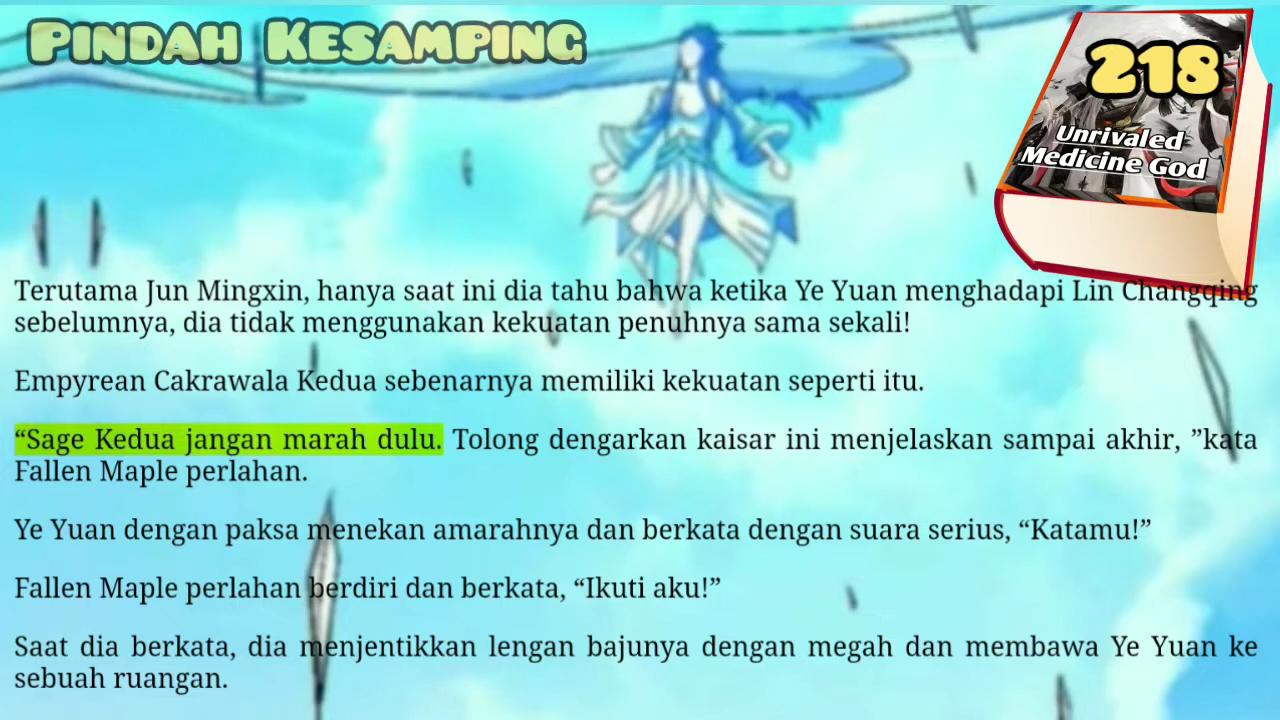 Pindah Kesamping
218
Unrivaled
Medicine God
Terutama Jun Mingxin, hanya saat ini dia tahu bahwa ketika Ye Yuan menghadapi Lin Changqing
sebelumnya, dia tidak menggunakan kekuatan penuhnya sama sekali!
Empyrean Cakrawala Kedua sebenarnya memiliki kekuatan seperti itu.
“Sage Kedua jangan marah dulu. Tolong dengarkan kaisar ini menjelaskan sampai akhir, ”kata
Fallen Maple perlahan.
Ye Yuan dengan paksa menekan amarahnya dan berkata dengan suara serius, “Katamu!”
Fallen Maple perlahan berdiri dan berkata, “Ikuti aku!”
Saat dia berkata, dia menjentikkan lengan bajunya dengan megah dan membawa Ye Yuan ke
sebuah ruangan.